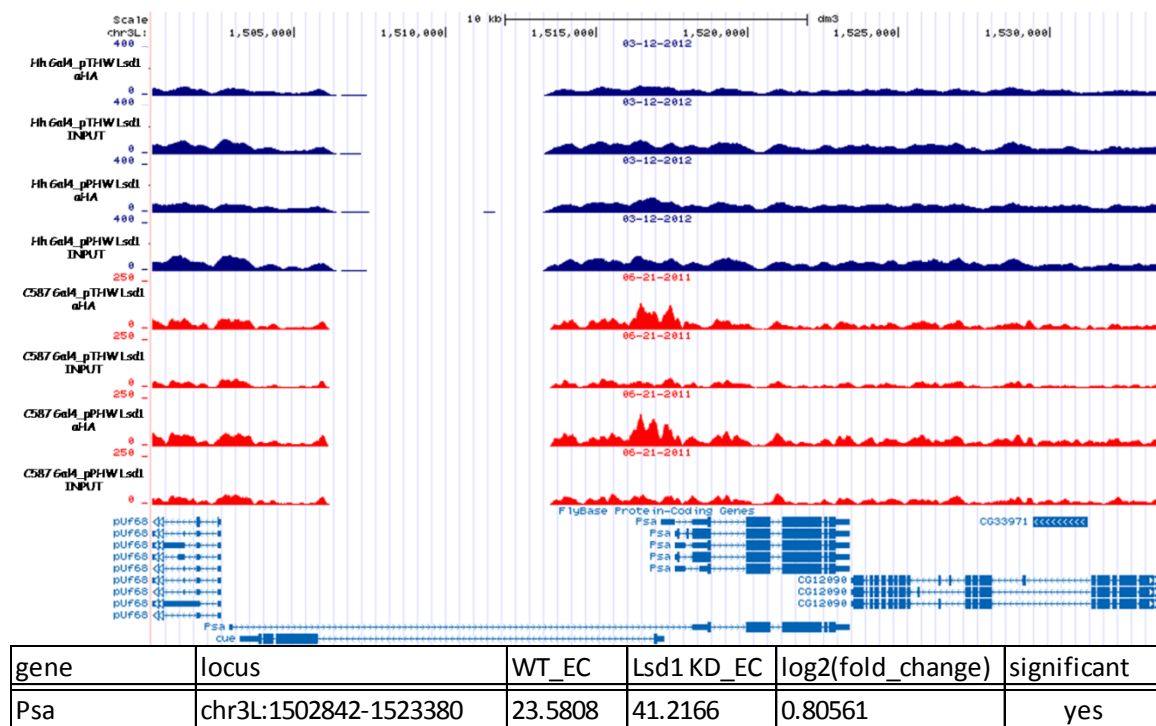 Scale 10 kb dm3
chr3L: 1,505,000 1,510,000 1,515,000 1,520,000 1,525,000 1,530,000
400 _ 03-12-2012
Hh Gal4_pTHW Lsd1
aHA
0 _
400 _ 03-12-2012
Hh Gal4_pTHW Lsd1
INPUT
0 _
400 _ 03-12-2012
Hh Gal4_pPHW Lsd1
aHA
0 _
400 _ 03-12-2012
Hh Gal4_pPHW Lsd1
INPUT
0 _
250 _ 06-21-2011
C587 Gal4_pTHW Lsd1
aHA
0 _
250 _ 06-21-2011
C587 Gal4_pTHW Lsd1
INPUT
0 _
250 _ 06-21-2011
C587 Gal4_pPHW Lsd1
aHA
0 _
250 _ 06-21-2011
C587 Gal4_pPHW Lsd1
INPUT
0 _
FlyBase Protein-Coding Genes
pUf68 Psa CG33971
pUf68 Psa
pUf68 Psa
pUf68 Psa
pUf68 Psa
pUf68 CG12090
pUf68 CG12090
pUf68 CG12090
pUf68
Psa
cue
gene locus WT_EC Lsd1 KD_EC log2(fold_change) significant
Psa chr3L:1502842-1523380 23.5808 41.2166 0.80561 yes